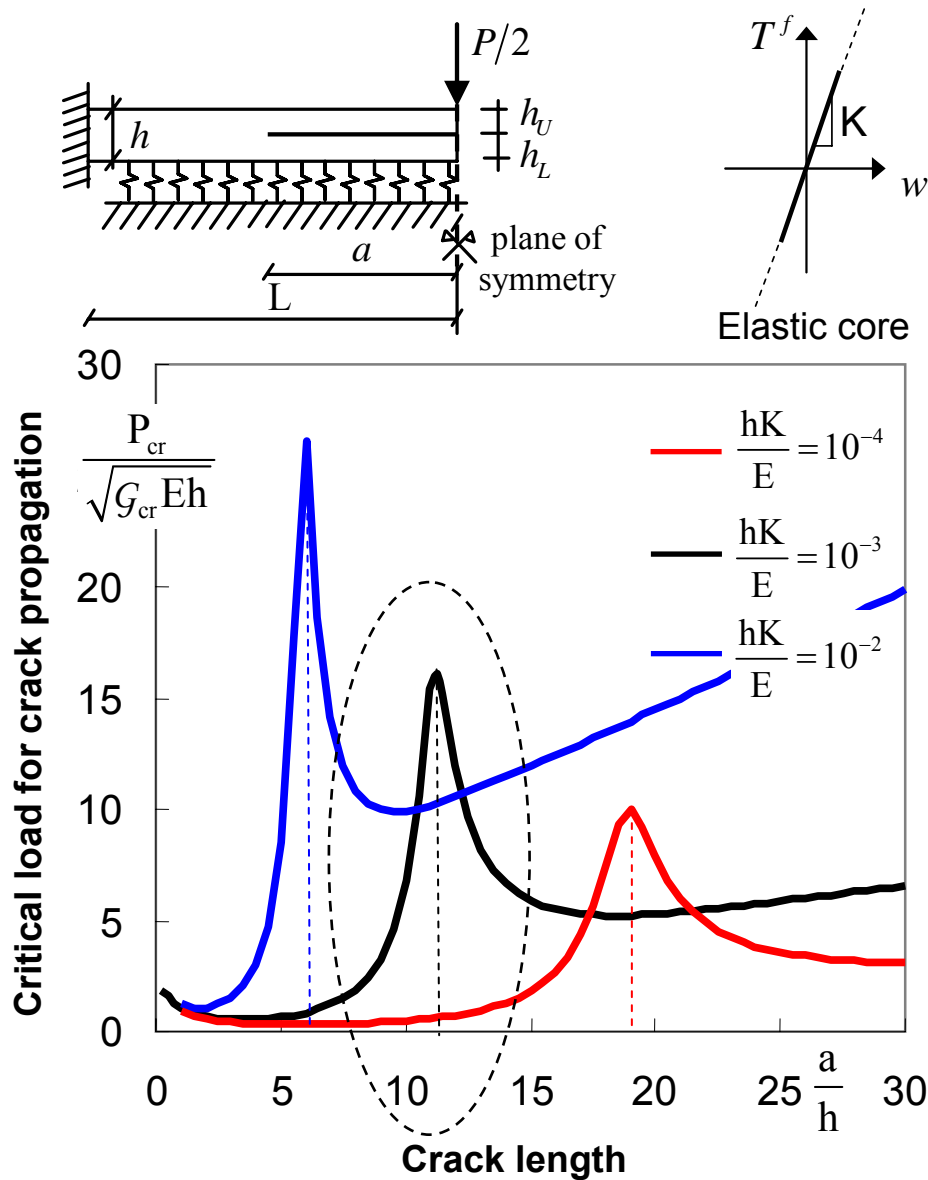 P/2
T^f
h
h_U
h_L
K
w
a
plane of
symmetry
L
Elastic core
Critical load for crack propagation
P_cr
√(𝒢_cr Eh)
30
20
15
10
5
0
hK/E = 10^-4
hK/E = 10^-3
hK/E = 10^-2
0 5 10 15 20 25 a/h 30
Crack length